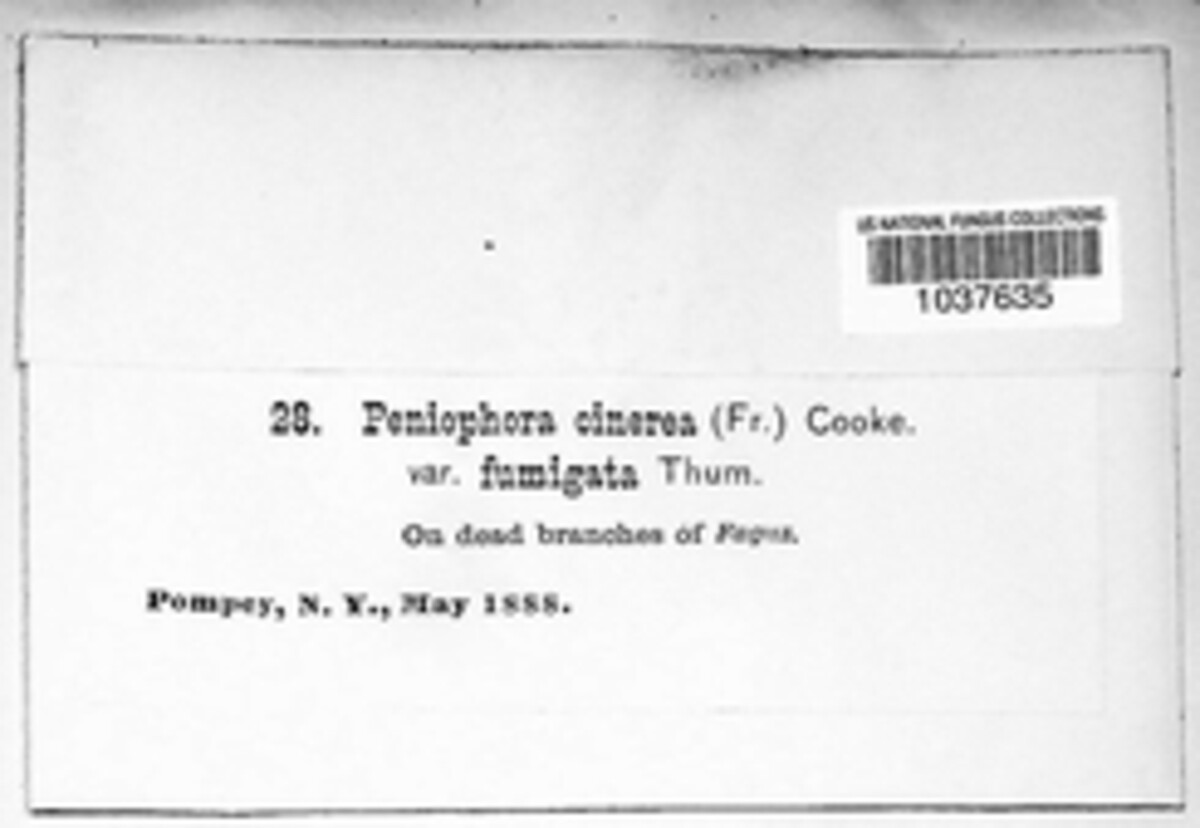 US NATIONAL FUNGUS COLLECTIONS
1037635
28. Peniophora cinerea (Fr.) Cooke.
var. fumigata Thum.
On dead branches of Fagus.
Pompey, N. Y., May 1888.